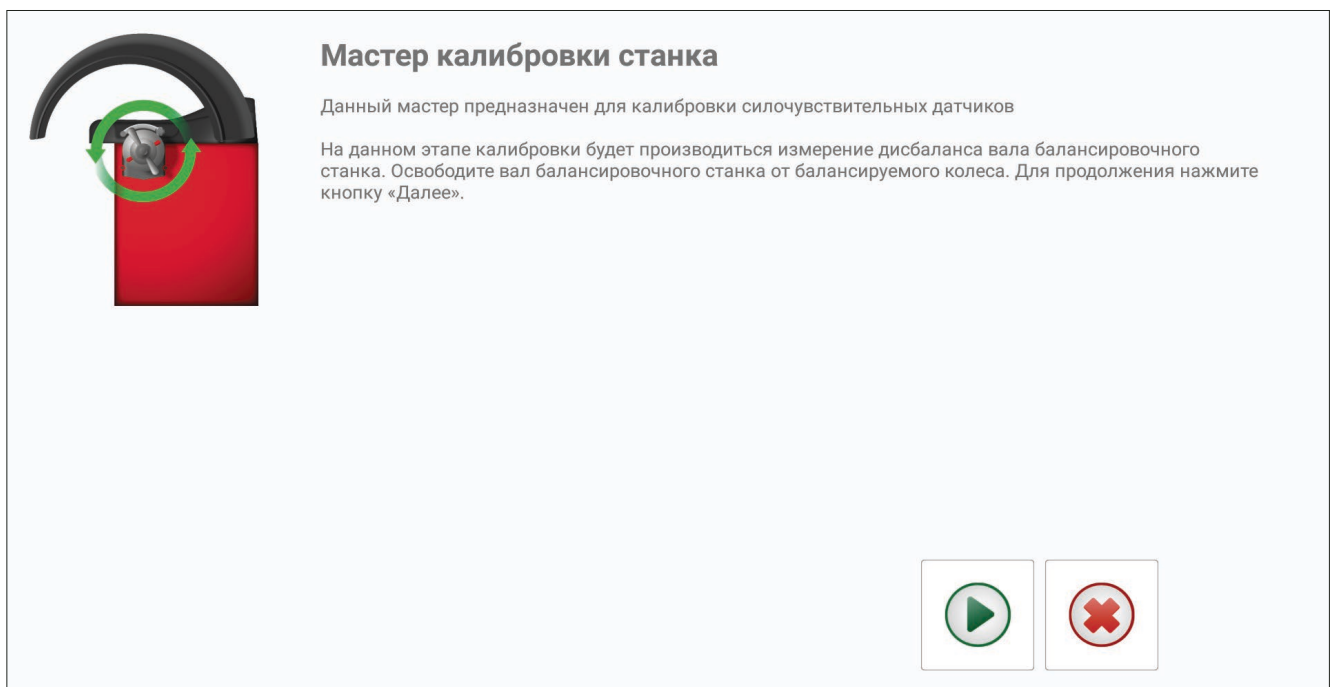 Мастер калибровки станка
Данный мастер предназначен для калибровки силочувствительных датчиков
На данном этапе калибровки будет производиться измерение дисбаланса вала балансировочного
станка. Освободите вал балансировочного станка от балансируемого колеса. Для продолжения нажмите
кнопку «Далее».